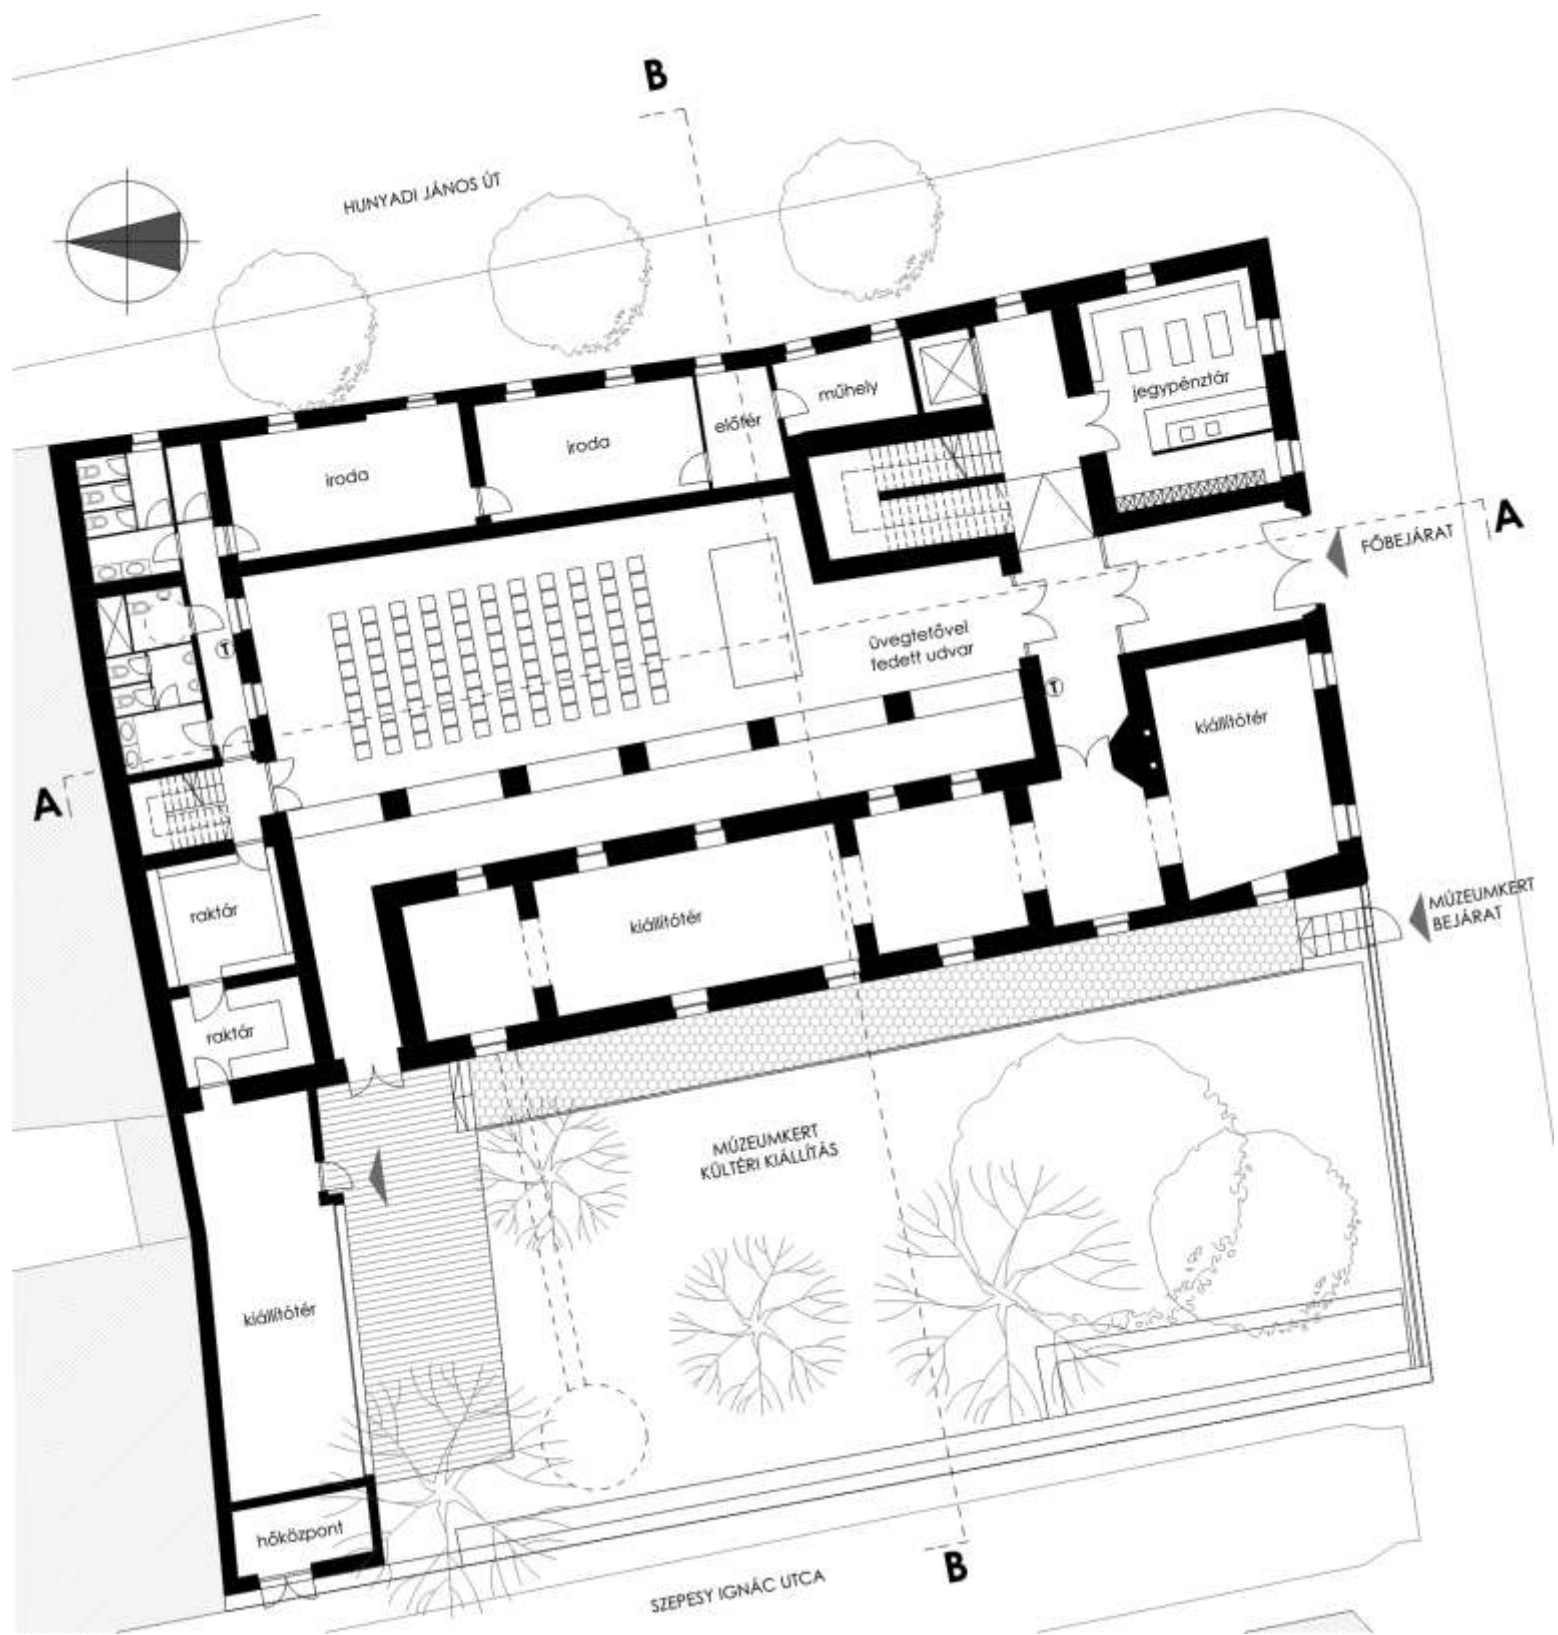 B
HUNYADI JÁNOS ÚT
jegypénztár
műhely
előtér
iroda
iroda
A
FŐBEJÁRAT
üvegtetővel
fedett udvar
T
T
kiállítótér
A
MÚZEUMKERT
BEJÁRAT
raktár
kiállítótér
raktár
MÚZEUMKERT
KÜLTÉRI KIÁLLÍTÁS
kiállítótér
hőközpont
B
SZEPESY IGNÁC UTCA